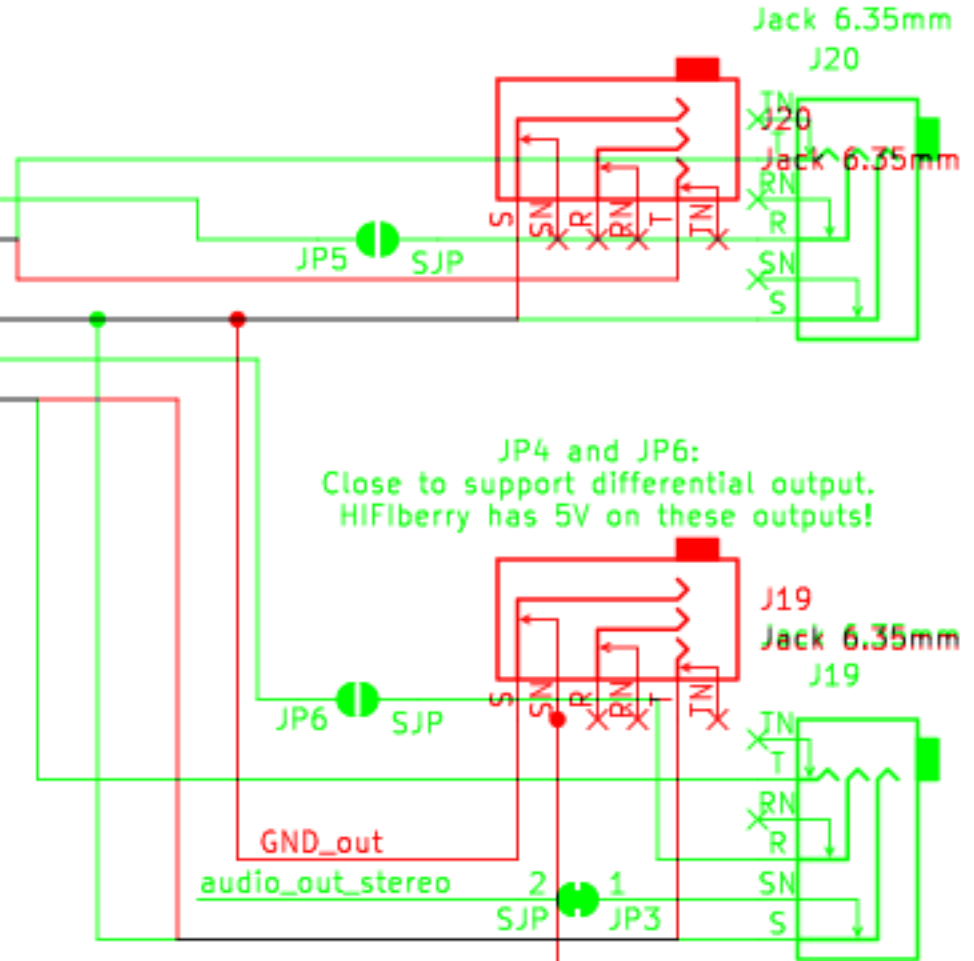 Jack 6.35mm
J20
TN
J20
T
Jack 6.35mm
RN
S
SN
R
RN
T
TN
R
JP5
SJP
SN
S
JP4 and JP6:
Close to support differential output.
HIFIberry has 5V on these outputs!
J19
Jack 6.35mm
J19
S
SN
R
RN
T
TN
JP6
SJP
TN
T
RN
GND_out
R
audio_out_stereo
2
1
SN
SJP
JP3
S